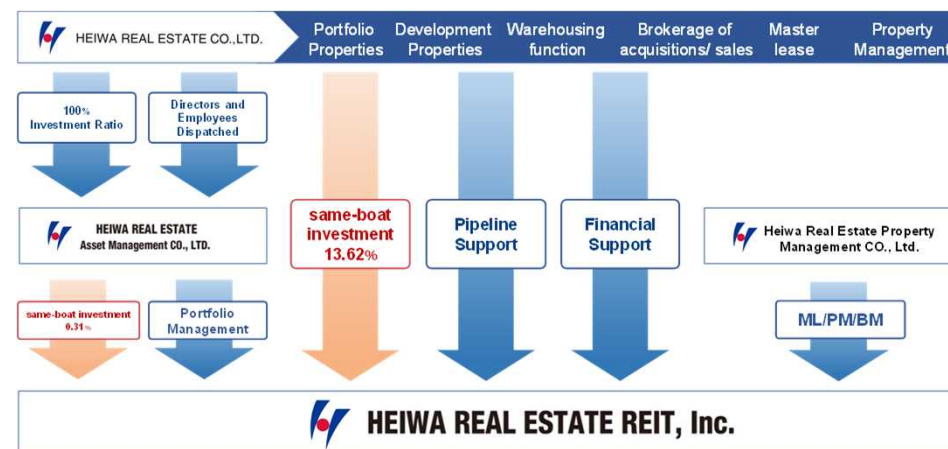 HEIWA REAL ESTATE CO.,LTD.
Portfolio
Properties
Development
Properties
Warehousing
function
Brokerage of
acquisitions/ sales
Master
lease
Property
Management
100%
Investment Ratio
Directors and
Employees
Dispatched
HEIWA REAL ESTATE
Asset Management CO., LTD.
same-boat
investment
13.62%
Pipeline
Support
Financial
Support
Heiwa Real Estate Property
Management CO., Ltd.
same-boat investment
0.31%
Portfolio
Management
ML/PM/BM
HEIWA REAL ESTATE REIT, Inc.